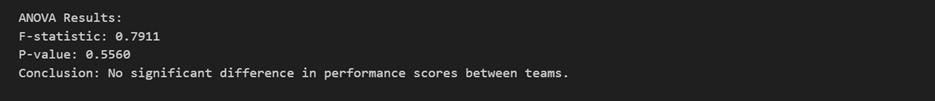 ANOVA Results:
F-statistic: 0.7911
P-value: 0.5560
Conclusion: No significant difference in performance scores between teams.